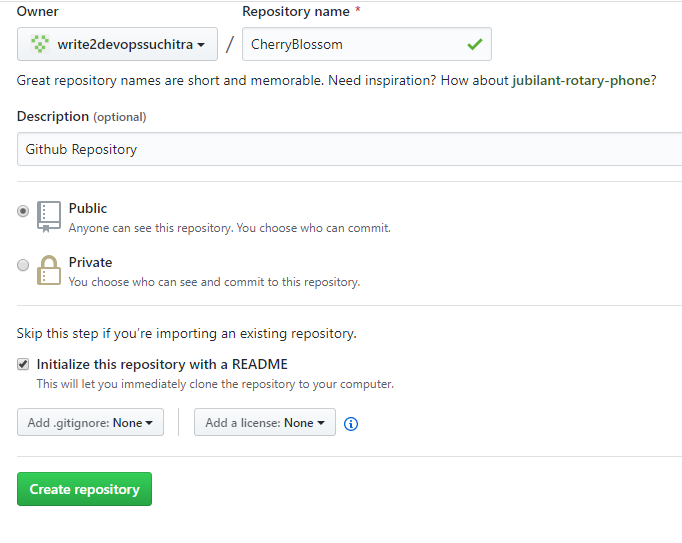 Owner Repository name *
write2devopssuchitra / CherryBlossom
Great repository names are short and memorable. Need inspiration? How about jubilant-rotary-phone?
Description (optional)
Github Repository
Public
Anyone can see this repository. You choose who can commit.
Private
You choose who can see and commit to this repository.
Skip this step if you’re importing an existing repository.
Initialize this repository with a README
This will let you immediately clone the repository to your computer.
Add .gitignore: None Add a license: None
Create repository